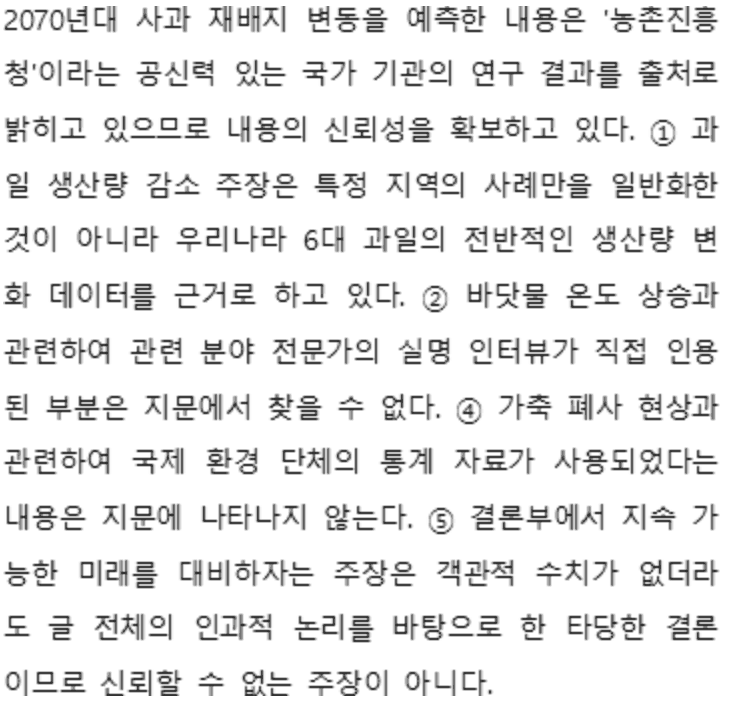 2070년대 사과 재배지 변동을 예측한 내용은 '농촌진흥
청'이라는 공신력 있는 국가 기관의 연구 결과를 출처로
밝히고 있으므로 내용의 신뢰성을 확보하고 있다. ① 과
일 생산량 감소 주장은 특정 지역의 사례만을 일반화한
것이 아니라 우리나라 6대 과일의 전반적인 생산량 변
화 데이터를 근거로 하고 있다. ② 바닷물 온도 상승과
관련하여 관련 분야 전문가의 실명 인터뷰가 직접 인용
된 부분은 지문에서 찾을 수 없다. ④ 가축 폐사 현상과
관련하여 국제 환경 단체의 통계 자료가 사용되었다는
내용은 지문에 나타나지 않는다. ⑤ 결론부에서 지속 가
능한 미래를 대비하자는 주장은 객관적 수치가 없더라
도 글 전체의 인과적 논리를 바탕으로 한 타당한 결론
이므로 신뢰할 수 없는 주장이 아니다.